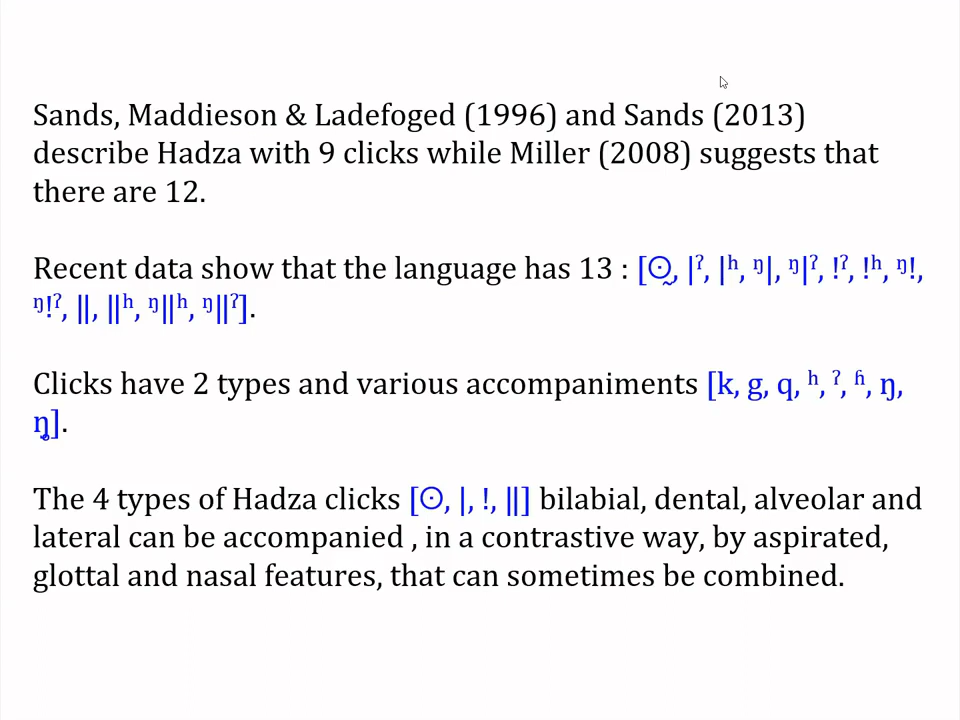 Sands, Maddieson & Ladefoged (1996) and Sands (2013)
describe Hadza with 9 clicks while Miller (2008) suggests that
there are 12.
Recent data show that the language has 13 : [ʘ̰, |ˀ, |ʰ, ᵑ|, ᵑ|ˀ, !ˀ, !ʰ, ᵑ!,
ᵑ!ˀ, ‖, ‖ʰ, ᵑ‖ʰ, ᵑ‖ˀ].
Clicks have 2 types and various accompaniments [k, g, q, ʰ, ˀ, ʱ, ŋ,
ŋ̥].
The 4 types of Hadza clicks [ʘ, |, !, ‖] bilabial, dental, alveolar and
lateral can be accompanied , in a contrastive way, by aspirated,
glottal and nasal features, that can sometimes be combined.